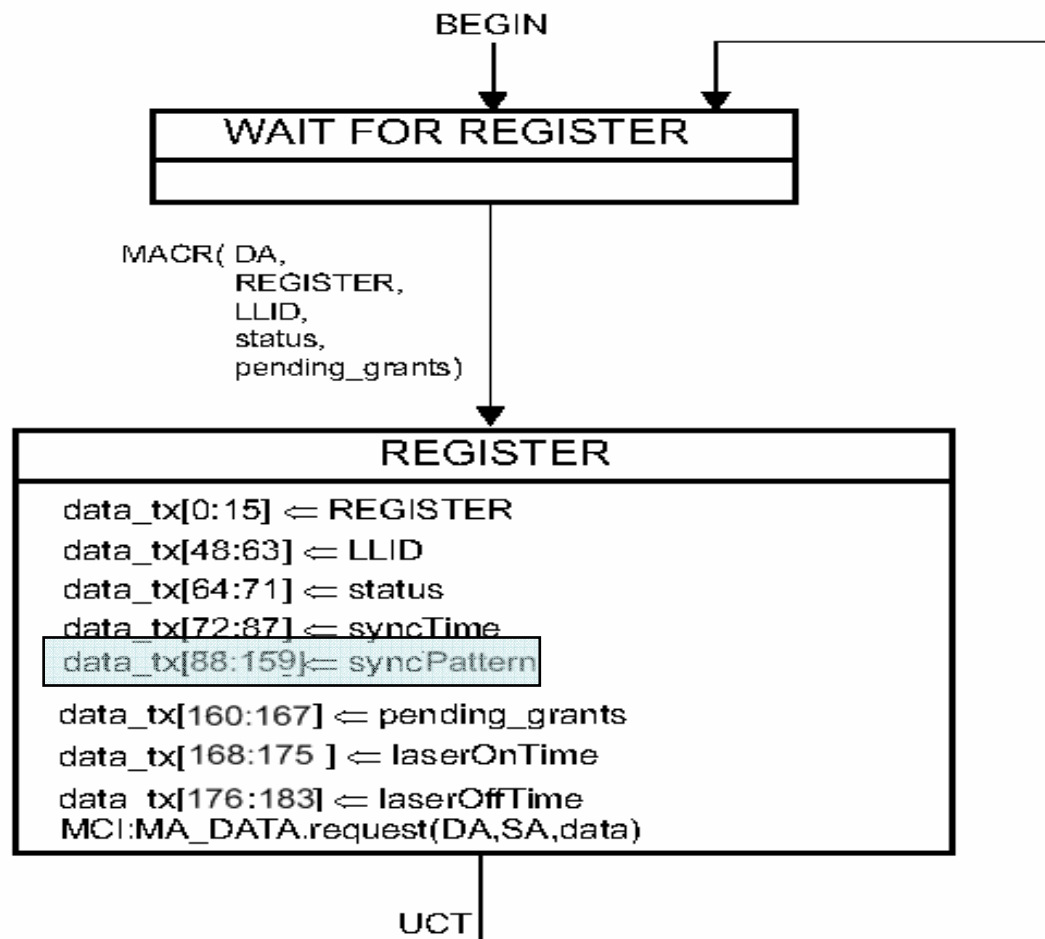 BEGIN
WAIT FOR REGISTER
MACR( DA,
REGISTER,
LLID,
status,
pending_grants)
REGISTER
data_tx[0:15] ⇐ REGISTER
data_tx[48:63] ⇐ LLID
data_tx[64:71] ⇐ status
data_tx[72:87] ⇐ syncTime
data_tx[88:159]⇐ syncPattern
data_tx[160:167] ⇐ pending_grants
data_tx[168:175 ] ⇐ laserOnTime
data_tx[176:183] ⇐ laserOffTime
MCI:MA_DATA.request(DA,SA,data)
UCT